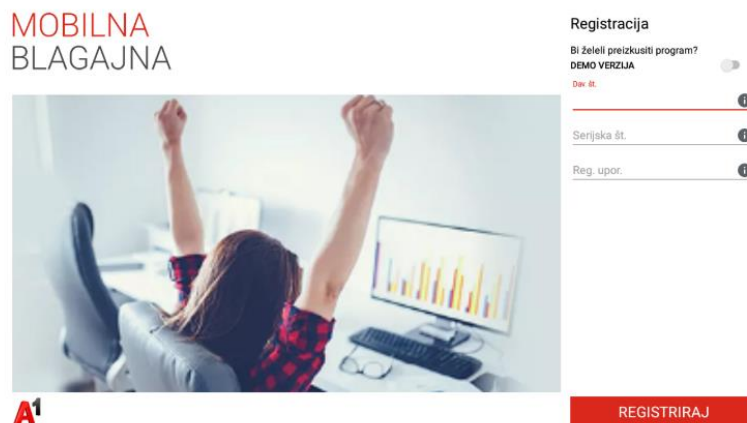 MOBILNA
BLAGAJNA
Registracija
Bi želeli preizkusiti program?
DEMO VERZIJA
Dav. št.
Serijska št.
Reg. upor.
A1
REGISTRIRAJ